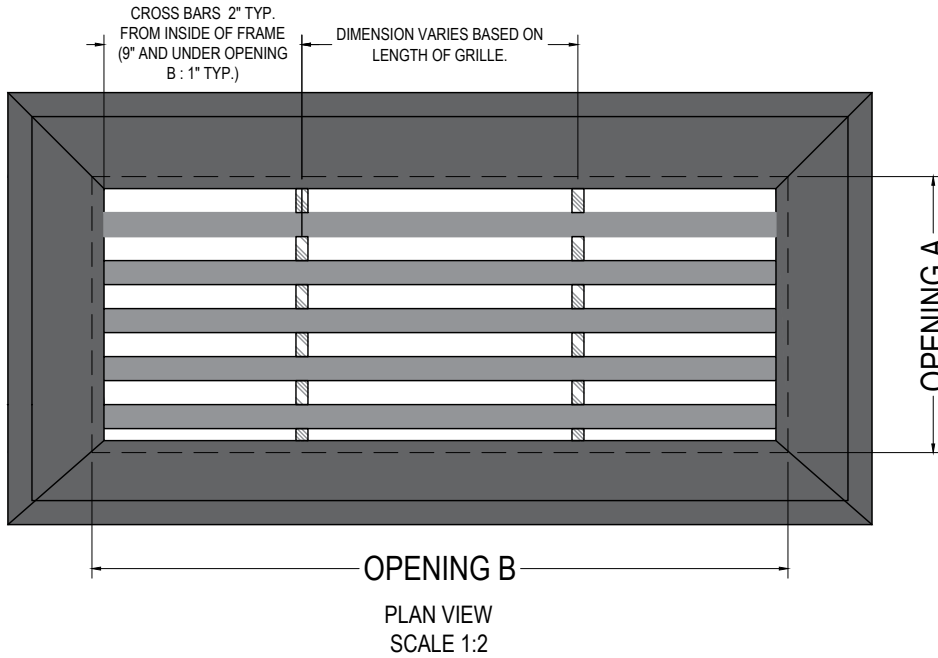 CROSS BARS 2" TYP.
FROM INSIDE OF FRAME
(9" AND UNDER OPENING
B : 1" TYP.)
DIMENSION VARIES BASED ON
LENGTH OF GRILLE.
OPENING A
OPENING B
PLAN VIEW
SCALE 1:2